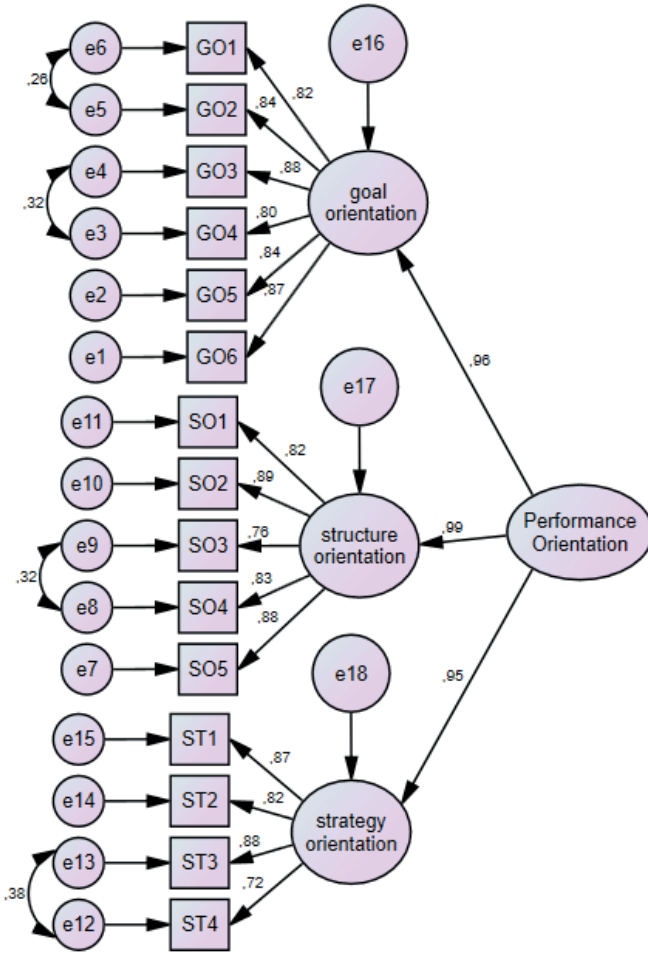 e6
GO1
e16
,26
,82
e5
GO2
,84
e4
GO3
,88
goal
orientation
,32
e3
GO4
,80
,84
e2
GO5
,87
e1
GO6
,96
e17
e11
SO1
,82
e10
SO2
,89
Performance
Orientation
e9
SO3
,76
structure
orientation
,99
,32
e8
SO4
,83
,88
e7
SO5
e18
,95
e15
ST1
,87
e14
ST2
,82
strategy
orientation
e13
ST3
,88
,38
,72
e12
ST4